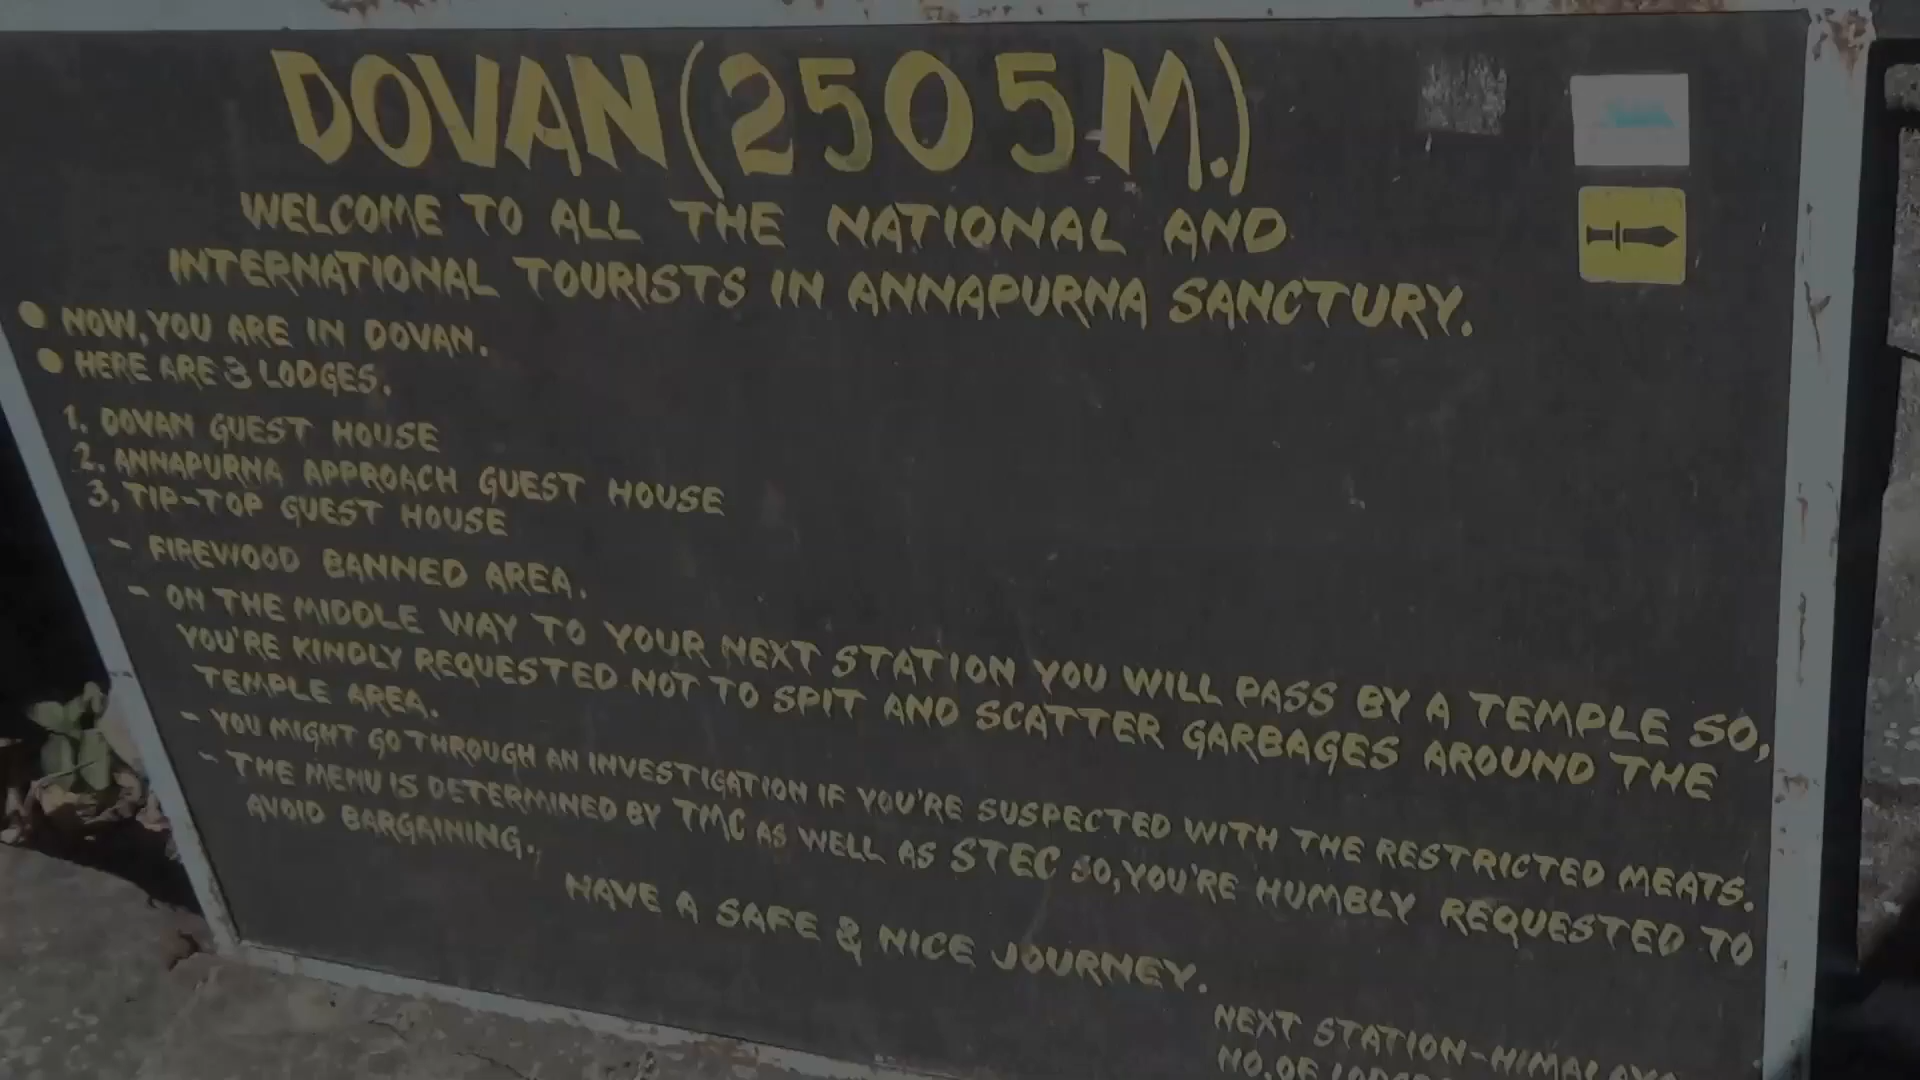 DOVAN (2505 M.)
WELCOME TO ALL THE NATIONAL AND
INTERNATIONAL TOURISTS IN ANNAPURNA SANCTURY.
● NOW, YOU ARE IN DOVAN.
● HERE ARE 3 LODGES.
1. DOVAN GUEST HOUSE
2. ANNAPURNA APPROACH GUEST HOUSE
3, TIP-TOP GUEST HOUSE
- FIREWOOD BANNED AREA.
- ON THE MIDDLE WAY TO YOUR NEXT STATION YOU WILL PASS BY A TEMPLE SO,
YOU'RE KINDLY REQUESTED NOT TO SPIT AND SCATTER GARBAGES AROUND THE
TEMPLE AREA.
- YOU MIGHT GO THROUGH AN INVESTIGATION IF YOU'RE SUSPECTED WITH THE RESTRICTED MEATS.
- THE MENU IS DETERMINED BY TMC AS WELL AS STEC SO, YOU'RE HUMBLY REQUESTED TO
AVOID BARGAINING.
HAVE A SAFE & NICE JOURNEY.
NEXT STATION-HIMALAYA
NO. OF